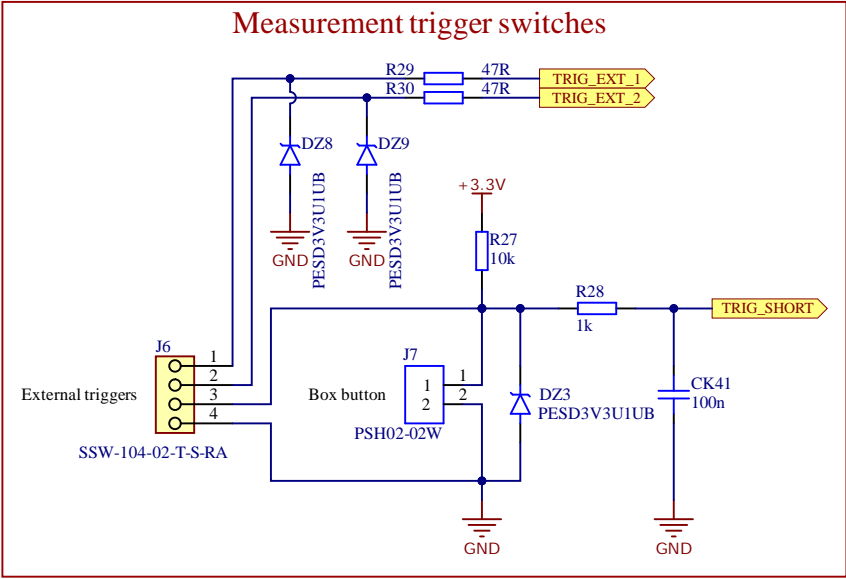 Measurement trigger switches
R29
47R
TRIG_EXT_1
R30
47R
TRIG_EXT_2
DZ8
PESD3V3U1UB
GND
DZ9
PESD3V3U1UB
GND
+3.3V
R27
10k
R28
1k
TRIG_SHORT
J6
1
2
3
4
External triggers
SSW-104-02-T-S-RA
J7
1
2
1
2
Box button
PSH02-02W
DZ3
PESD3V3U1UB
CK41
100n
GND
GND